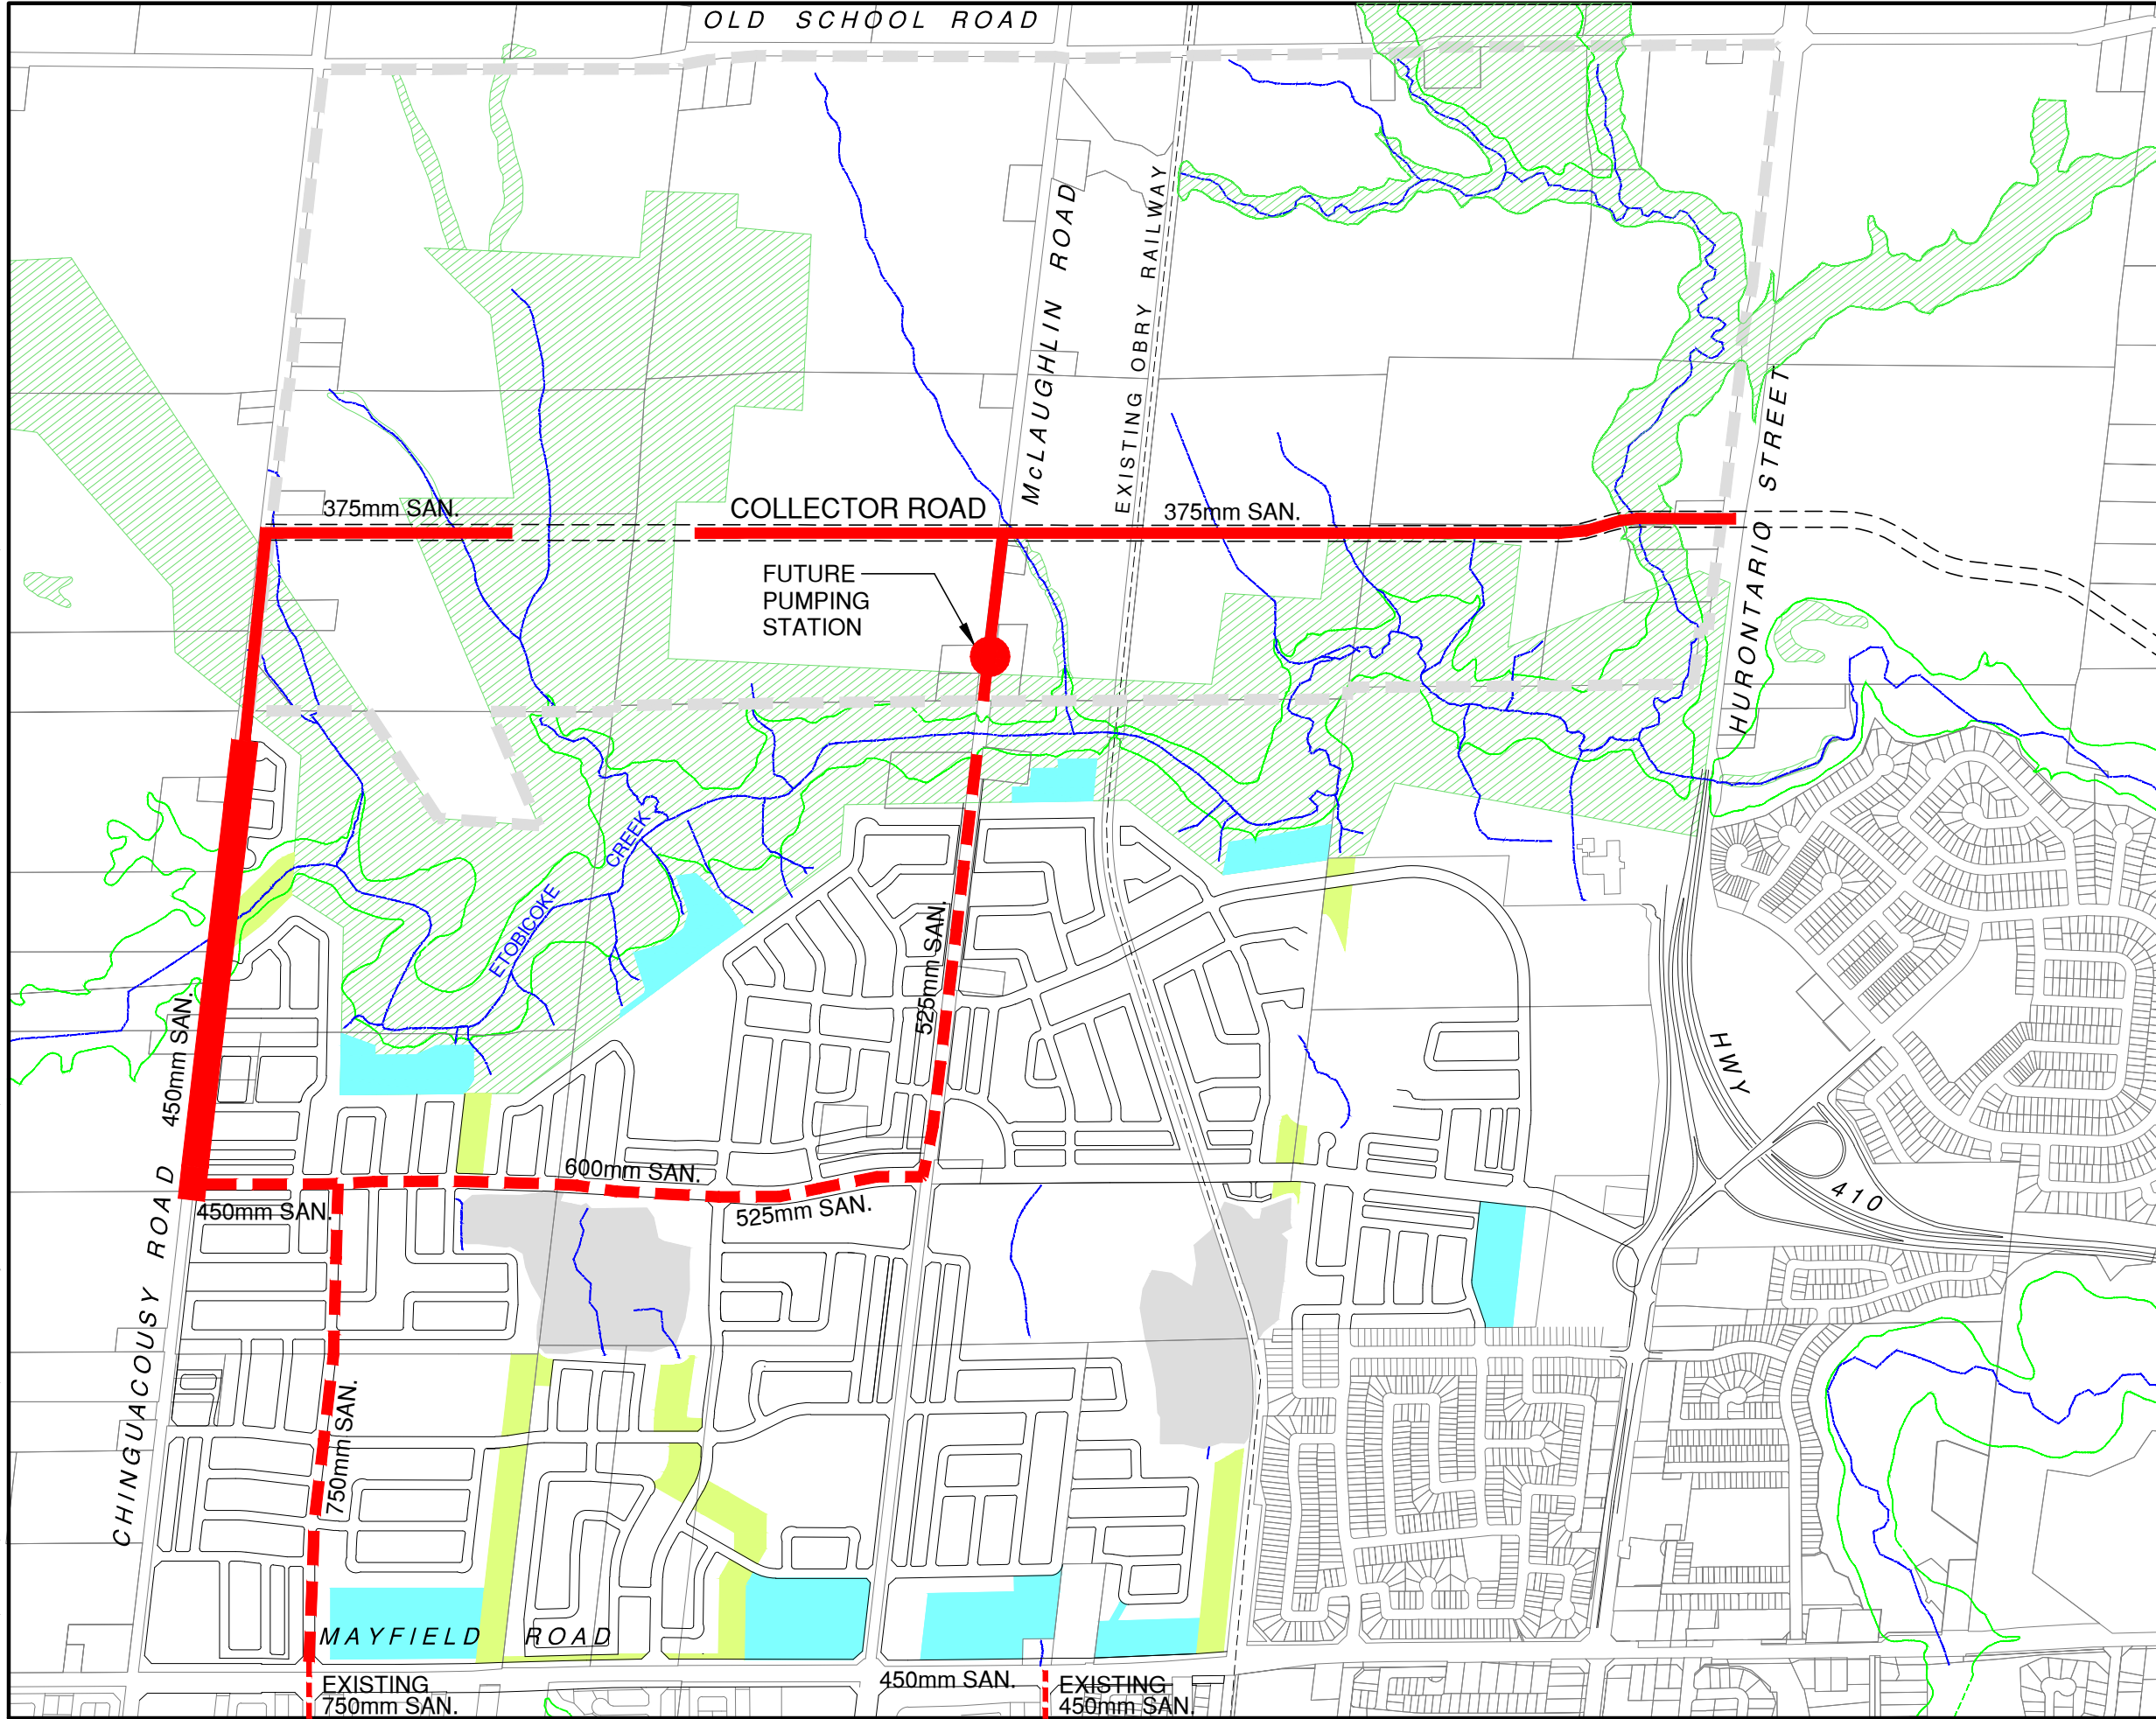 OLD SCHOOL ROAD
McLAUGHLIN ROAD
EXISTING OBRY RAILWAY
HURRONTARIO STREET
375mm SAN.
COLLECTOR ROAD
375mm SAN.
FUTURE
PUMPING
STATION
ETOBICOKE
CREEK
525mm SAN.
450mm SAN.
HWY
410
600mm SAN.
450mm SAN.
525mm SAN.
CHINGUACOUSY ROAD
750mm SAN.
MAYFIELD ROAD
EXISTING
750mm SAN.
450mm SAN.
EXISTING
450mm SAN.